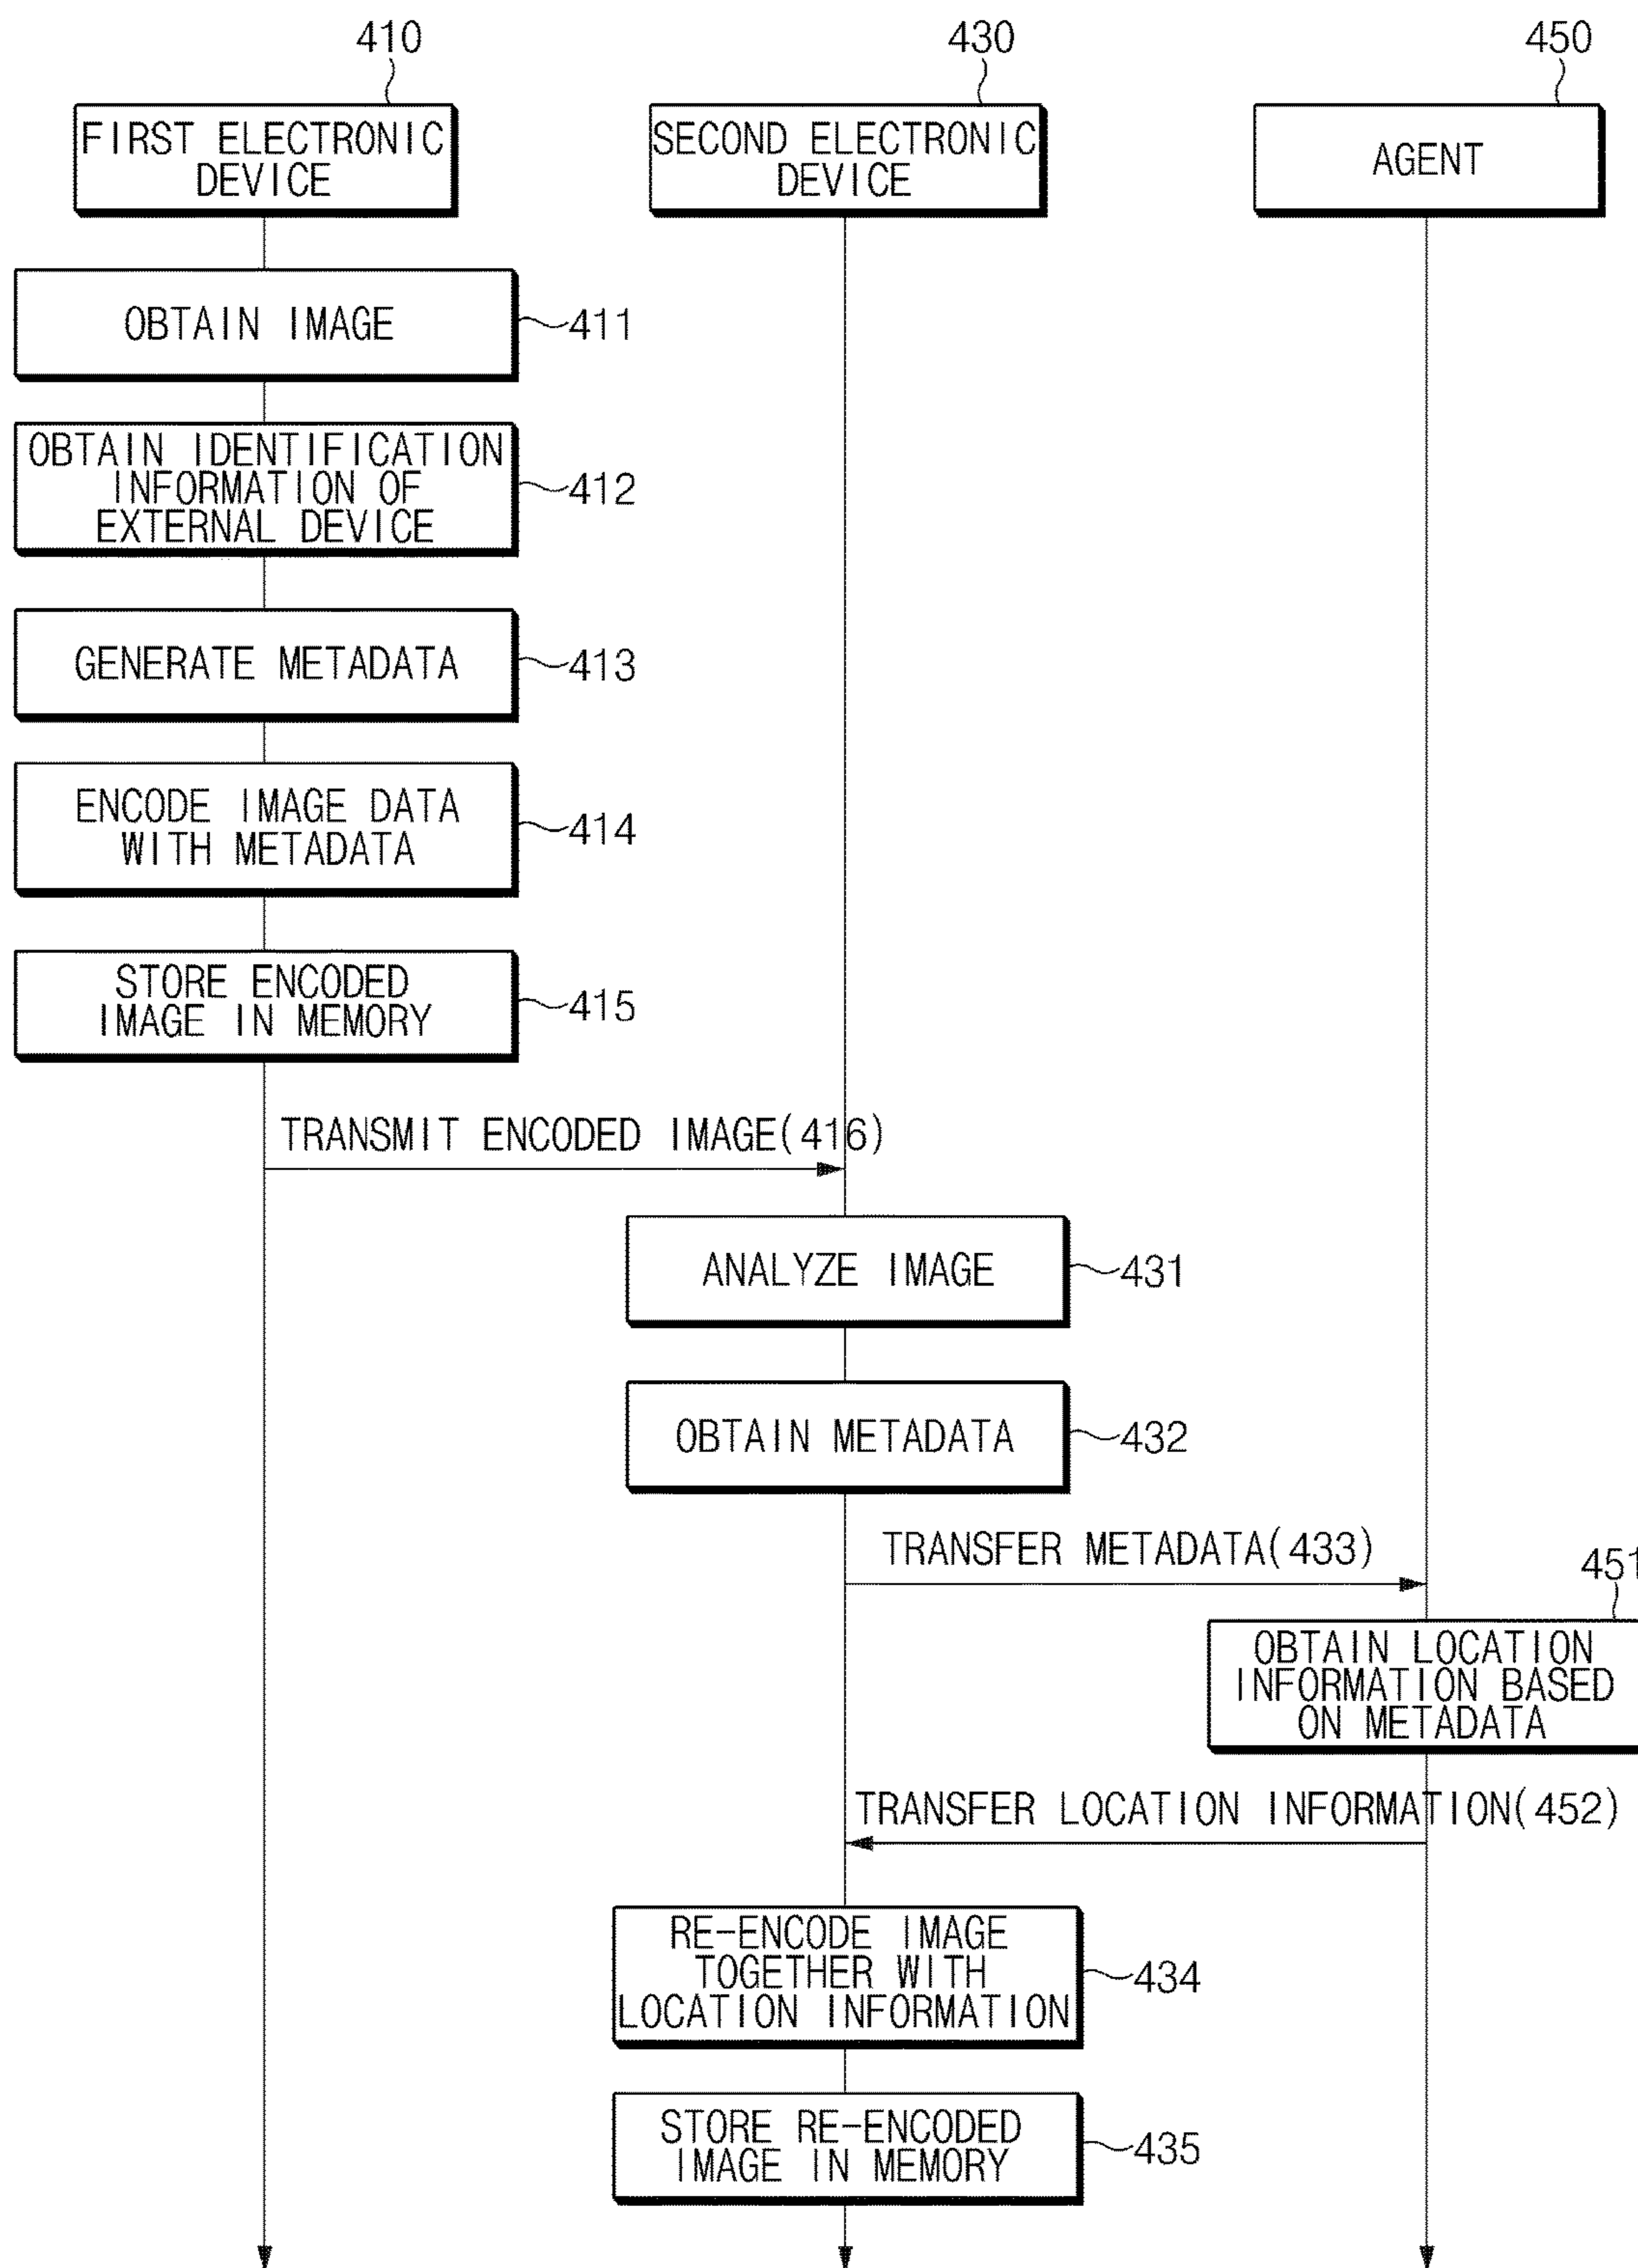 410
430
450
FIRST ELECTRONIC
DEVICE
SECOND ELECTRONIC
DEVICE
AGENT
OBTAIN IMAGE
411
OBTAIN IDENTIFICATION
INFORMATION OF
EXTERNAL DEVICE
412
GENERATE METADATA
413
ENCODE IMAGE DATA
WITH METADATA
414
STORE ENCODED
IMAGE IN MEMORY
415
TRANSMIT ENCODED IMAGE(416)
ANALYZE IMAGE
431
OBTAIN METADATA
432
TRANSFER METADATA(433)
451
OBTAIN LOCATION
INFORMATION BASED
ON METADATA
TRANSFER LOCATION INFORMATION(452)
RE-ENCODE IMAGE
TOGETHER WITH
LOCATION INFORMATION
434
STORE RE-ENCODED
IMAGE IN MEMORY
435